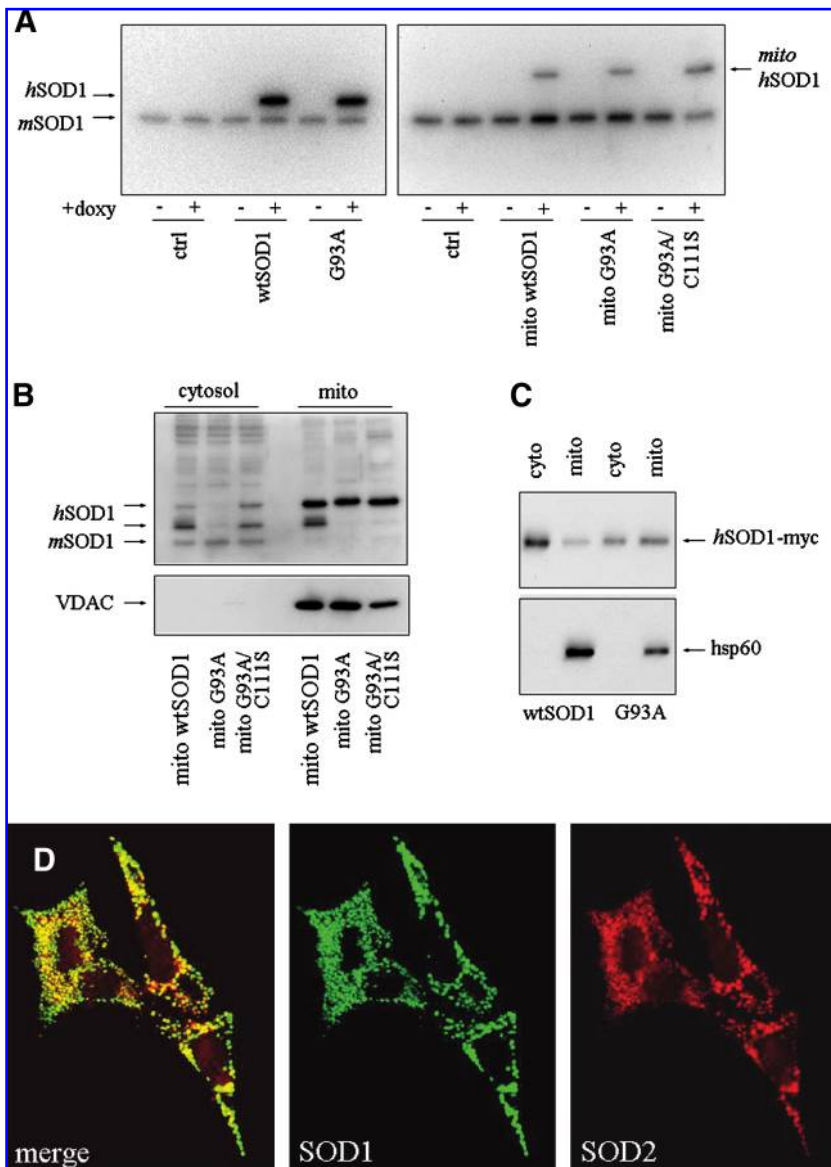 A
hSOD1
mSOD1
mito
hSOD1
+doxy - + - + - + - + - + - + - +
ctrl
wtSOD1
G93A
ctrl
mito wtSOD1
mito G93A
mito G93A/
C111S
B
cytosol mito
hSOD1
mSOD1
VDAC
mito wtSOD1
mito G93A
mito G93A/
C111S
mito wtSOD1
mito G93A
mito G93A/
C111S
C
cyto
mito
cyto
mito
hSOD1-myc
hsp60
wtSOD1 G93A
D
merge
SOD1
SOD2